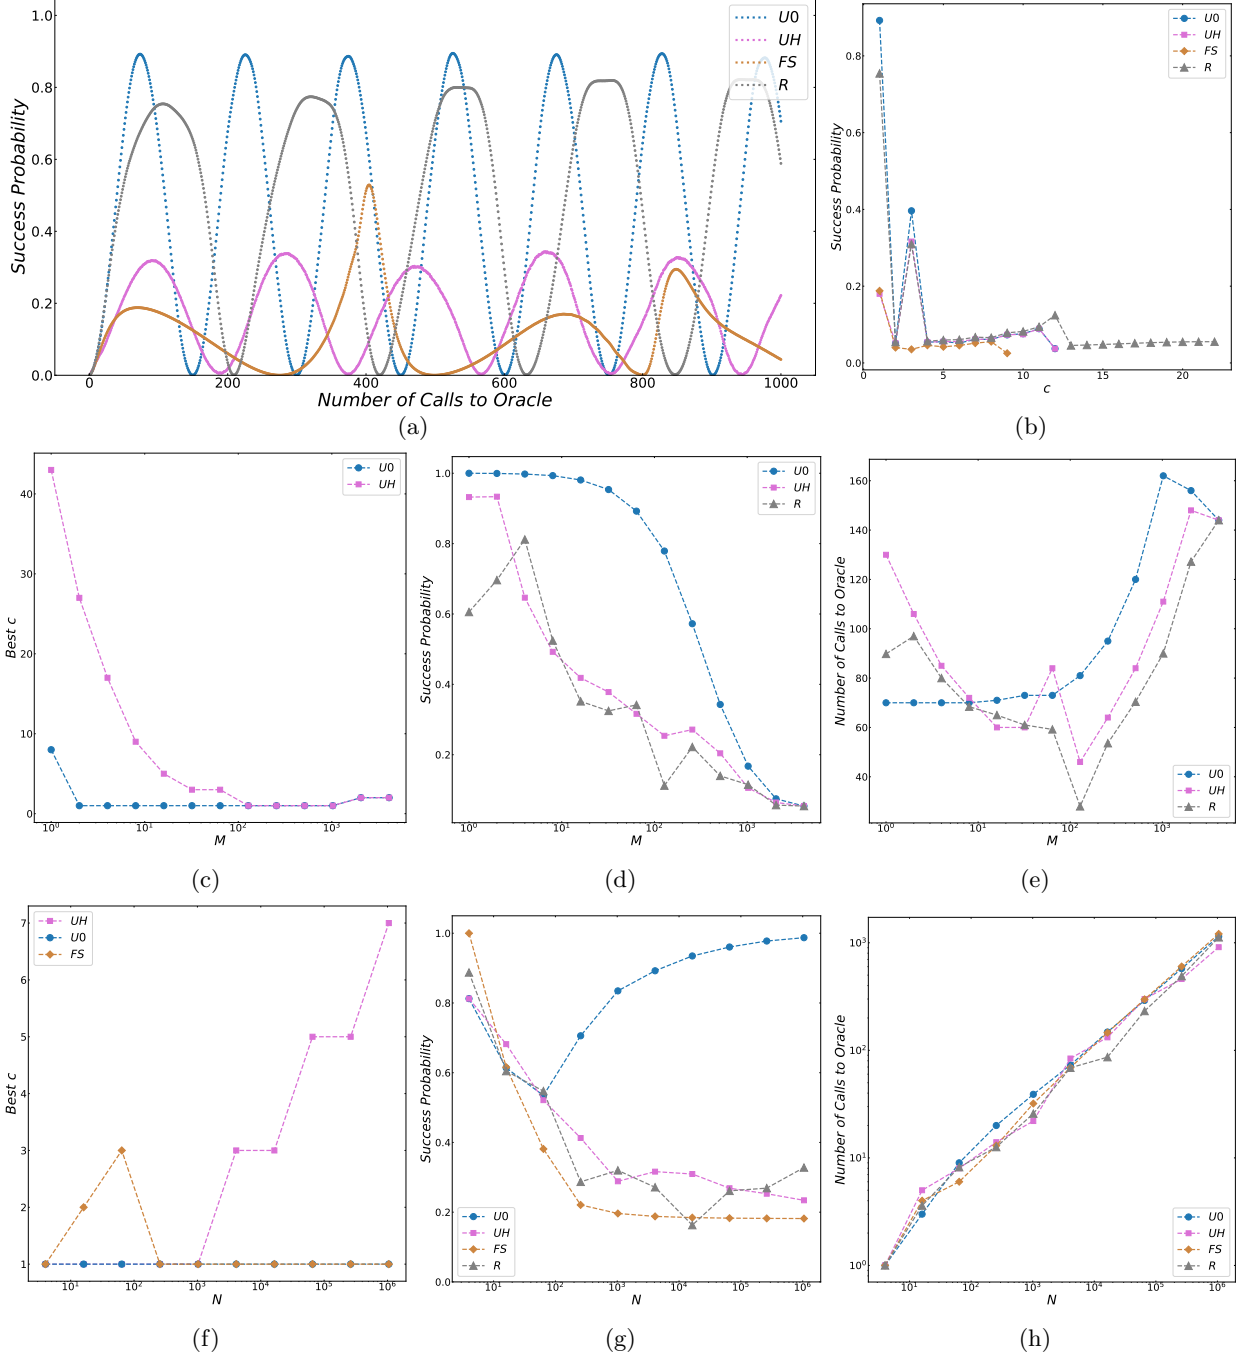 1.0
0.8
0.6
0.4
0.2
0.0
Success Probability
0 200 400 600 800 1000
Number of Calls to Oracle
U0
UH
FS
R
(a)
0.8
0.6
0.4
0.2
0.0
Success Probability
0 5 10 15 20
c
U0
UH
FS
R
(b)
40
30
20
10
0
Best c
10⁰ 10¹ 10² 10³
M
U0
UH
(c)
1.0
0.8
0.6
0.4
0.2
Success Probability
10⁰ 10¹ 10² 10³
M
U0
UH
R
(d)
160
140
120
100
80
60
40
Number of Calls to Oracle
10⁰ 10¹ 10² 10³
M
U0
UH
R
(e)
7
6
5
4
3
2
1
Best c
10¹ 10² 10³ 10⁴ 10⁵ 10⁶
N
UH
U0
FS
(f)
1.0
0.8
0.6
0.4
0.2
0.0
Success Probability
10¹ 10² 10³ 10⁴ 10⁵ 10⁶
N
U0
UH
FS
R
(g)
10³
10²
10¹
10⁰
Number of Calls to Oracle
10¹ 10² 10³ 10⁴ 10⁵ 10⁶
N
U0
UH
FS
R
(h)